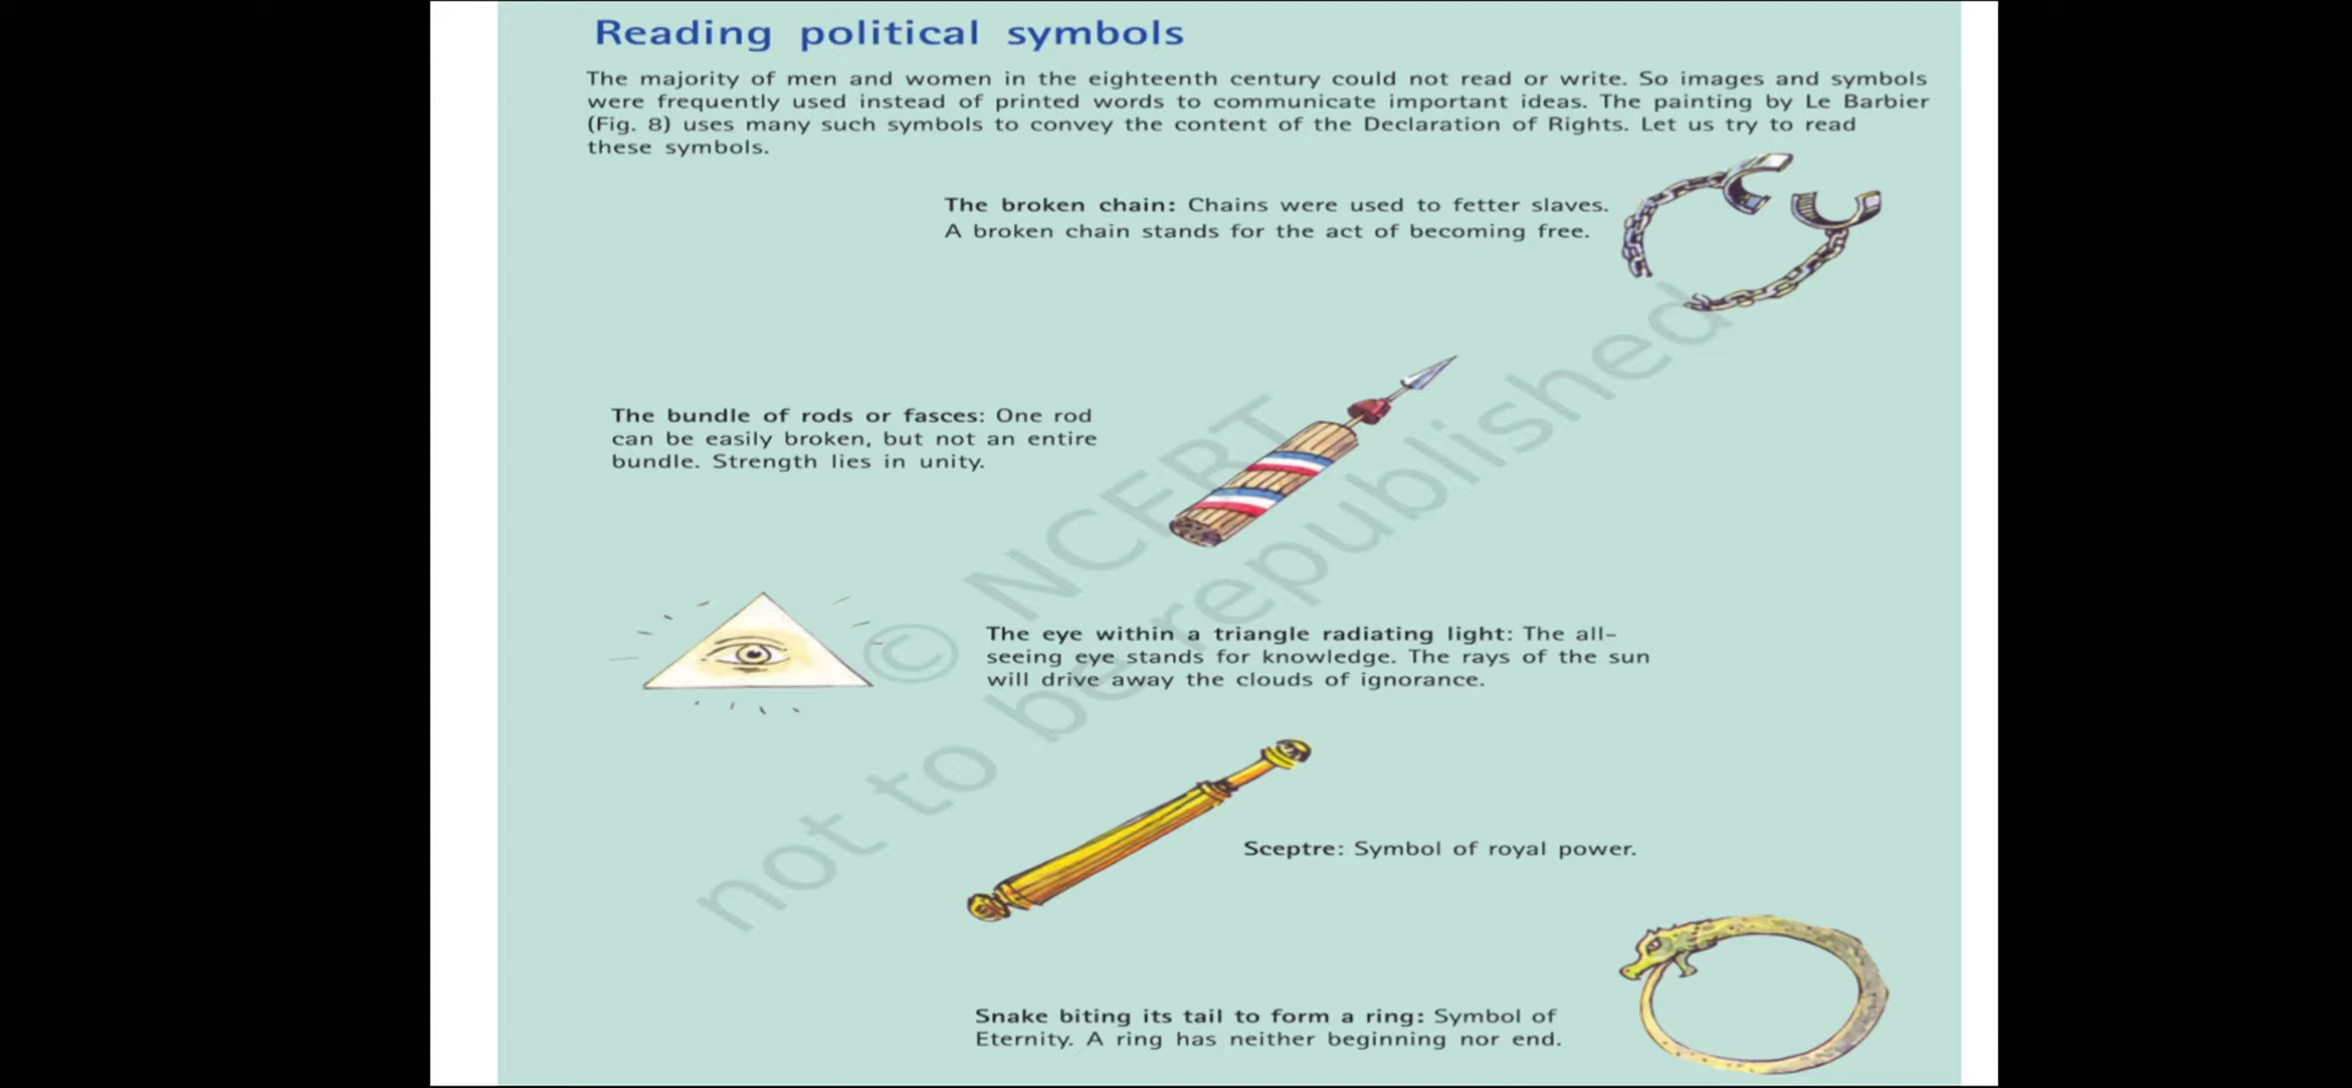 Reading political symbols
The majority of men and women in the eighteenth century could not read or write. So images and symbols
were frequently used instead of printed words to communicate important ideas. The painting by Le Barbier
(Fig. 8) uses many such symbols to convey the content of the Declaration of Rights. Let us try to read
these symbols.
The broken chain: Chains were used to fetter slaves.
A broken chain stands for the act of becoming free.
The bundle of rods or fasces: One rod
can be easily broken, but not an entire
bundle. Strength lies in unity.
The eye within a triangle radiating light: The all-
seeing eye stands for knowledge. The rays of the sun
will drive away the clouds of ignorance.
Sceptre: Symbol of royal power.
Snake biting its tail to form a ring: Symbol of
Eternity. A ring has neither beginning nor end.
© NCERT
not to be republished